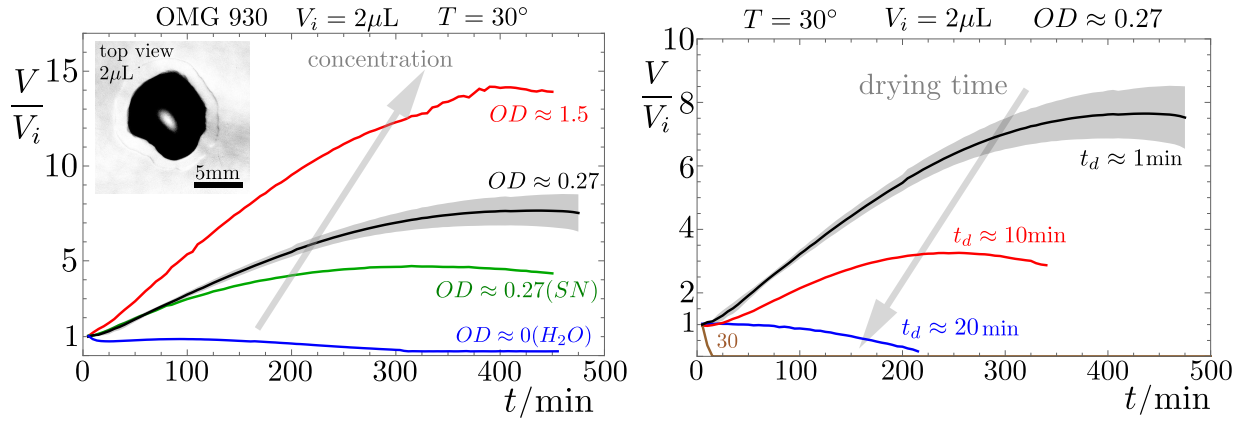 OMG 930 V_i = 2μL T = 30°
V/V_i
15
10
5
1
top view
2μL
5mm
concentration
OD ≈ 1.5
OD ≈ 0.27
OD ≈ 0.27(SN)
OD ≈ 0(H_2O)
0 100 200 300 400 500
t/min
T = 30° V_i = 2μL OD ≈ 0.27
V/V_i
10
8
6
4
2
1
drying time
t_d ≈ 1min
t_d ≈ 10min
t_d ≈ 20min
30
0 100 200 300 400 500
t/min